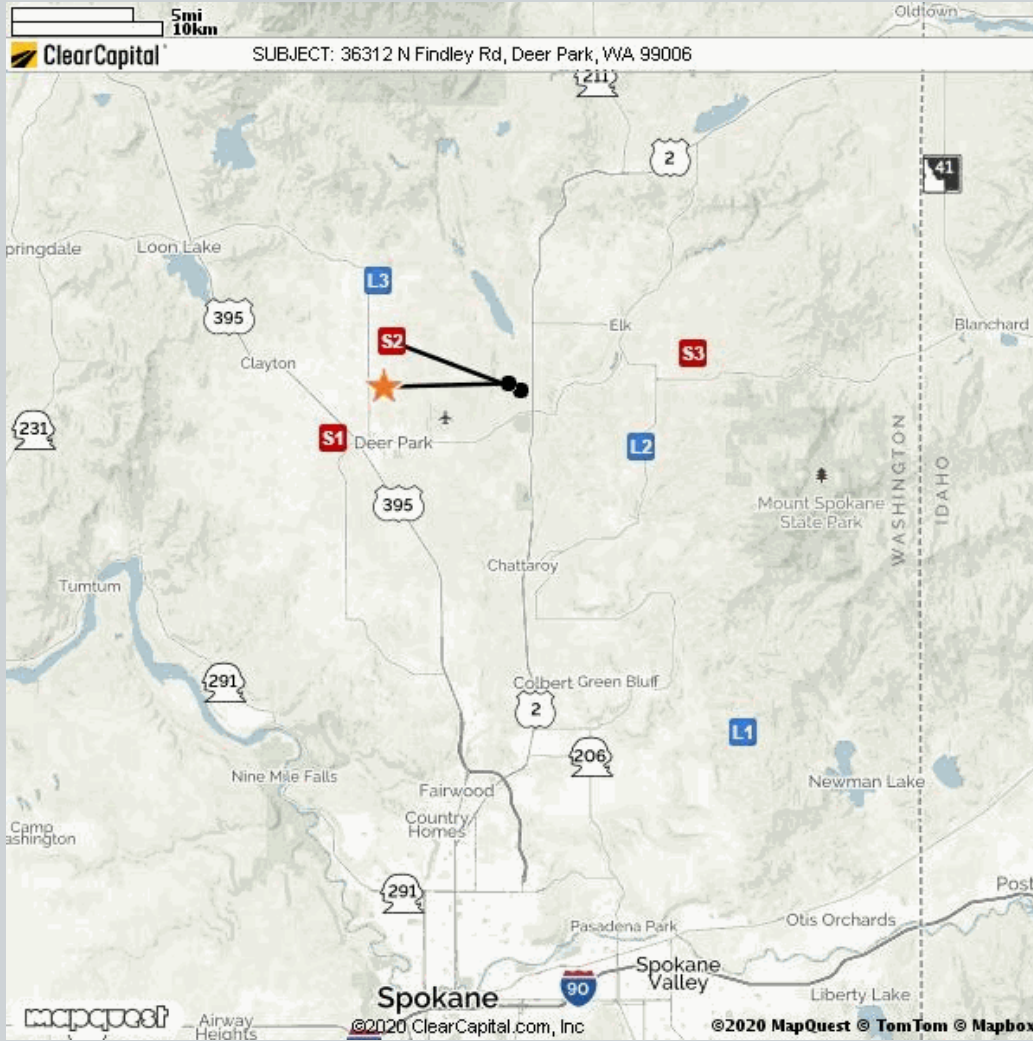 5mi
10km
Oldtown
ClearCapital
SUBJECT: 36312 N Findley Rd, Deer Park, WA 99006
211
2
41
pringdale
Loon Lake
L3
395
Elk
Blanchard
S2
S3
Clayton
231
S1
Deer Park
L2
395
Mount Spokane
State Park
WASHINGTON
IDAHO
Chattaroy
Tumtum
291
Colbert
Green Bluff
2
L1
206
Nine Mile Falls
Newman Lake
Fairwood
Country
Homes
Camp
ashington
291
Post
Otis Orchards
Pasadena Park
Spokane
Valley
90
Liberty Lake
Spokane
mapquest
Airway
Heights
©2020 ClearCapital.com, Inc
©2020 MapQuest © TomTom © Mapbox